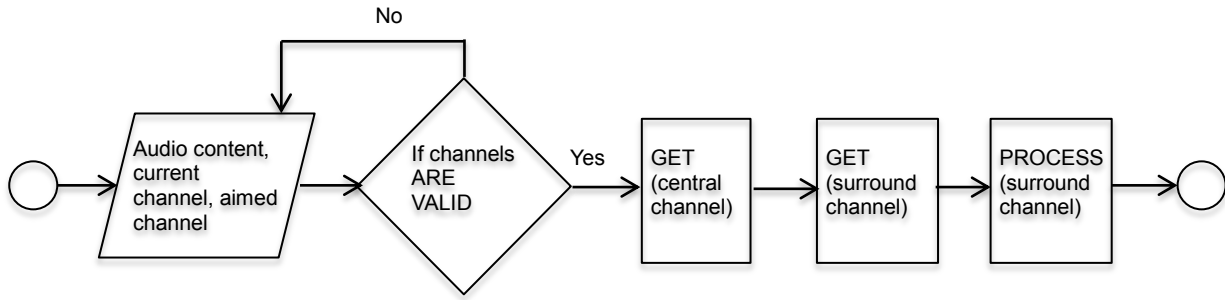 No
Audio content,
current
channel, aimed
channel
If channels
ARE
VALID
Yes
GET
(central
channel)
GET
(surround
channel)
PROCESS
(surround
channel)